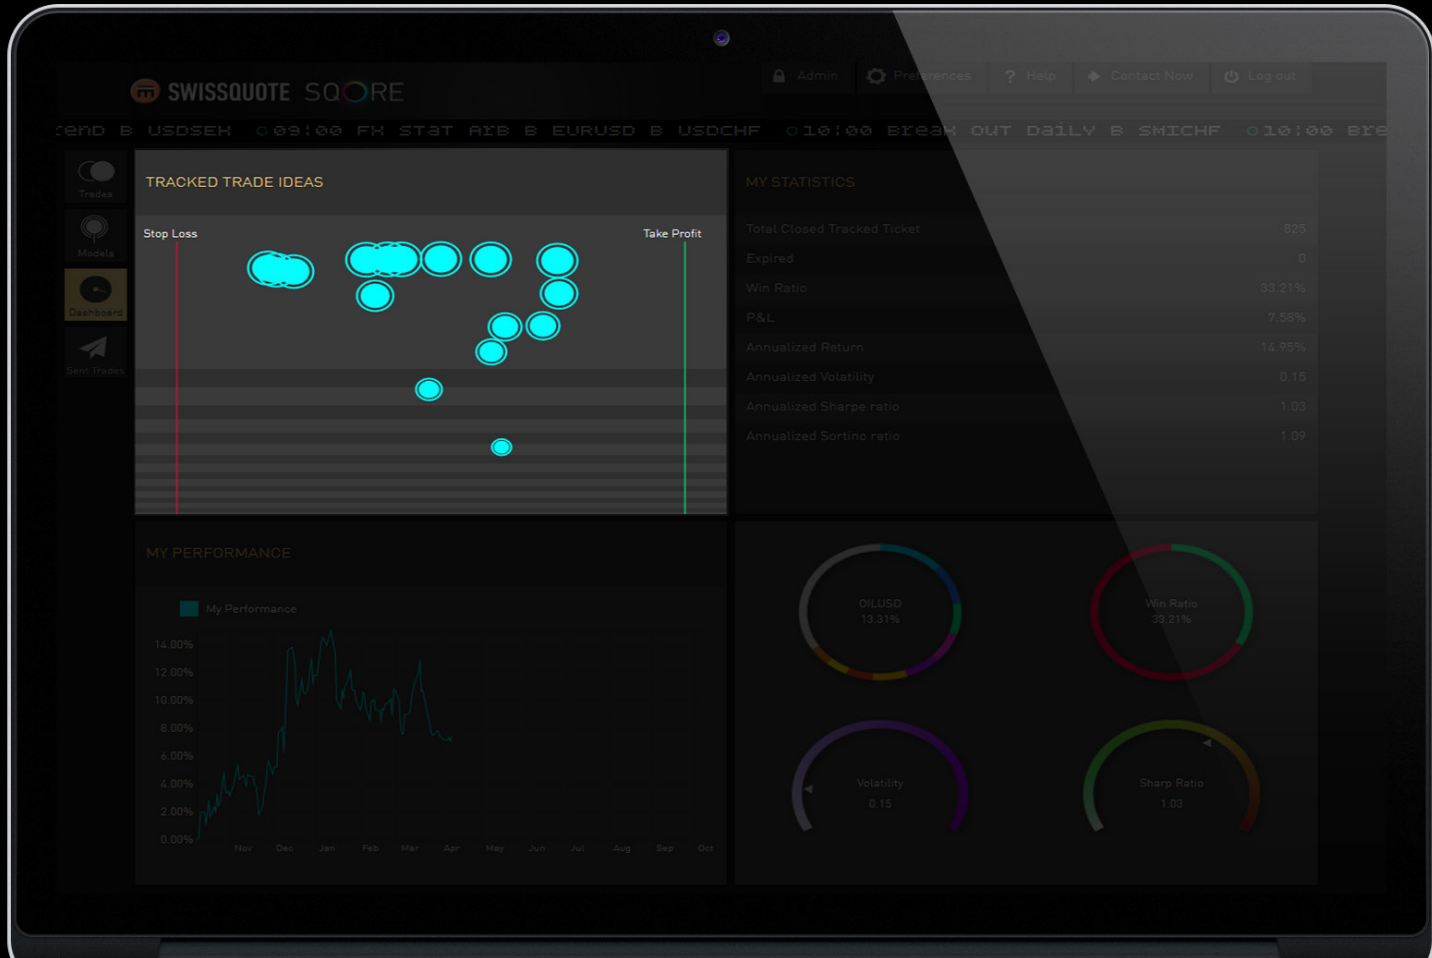 SWISSQUOTE SQORE
Admin
Preferences
Help
Contact Now
Log out
rend B USDSEK 09:00 FX Stat Arb B EURUSD B USDCHF 10:00 Break Out Daily B SMICHF 10:00 Bre
Trades
Models
Dashboard
Sent Trades
TRACKED TRADE IDEAS
Stop Loss
Take Profit
MY STATISTICS
Total Closed Tracked Ticket 825
Expired 0
Win Ratio 33.21%
P&L 7.58%
Annualized Return 14.95%
Annualized Volatility 0.15
Annualized Sharpe ratio 1.03
Annualized Sortino ratio 1.09
MY PERFORMANCE
My Performance
14.00%
12.00%
10.00%
8.00%
6.00%
4.00%
2.00%
0.00%
Nov Dec Jan Feb Mar Apr May Jun Jul Aug Sep Oct
OILUSD
13.31%
Win Ratio
33.21%
Volatility
0.15
Sharp Ratio
1.03